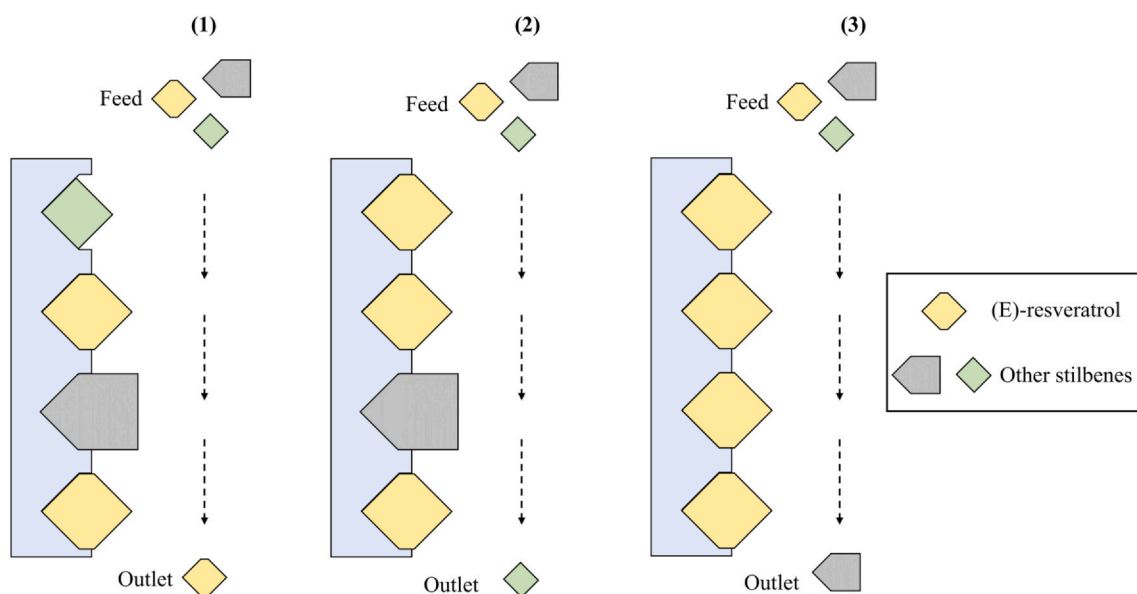 (1)
(2)
(3)
Feed
Feed
Feed
(E)-resveratrol
Other stilbenes
Outlet
Outlet
Outlet